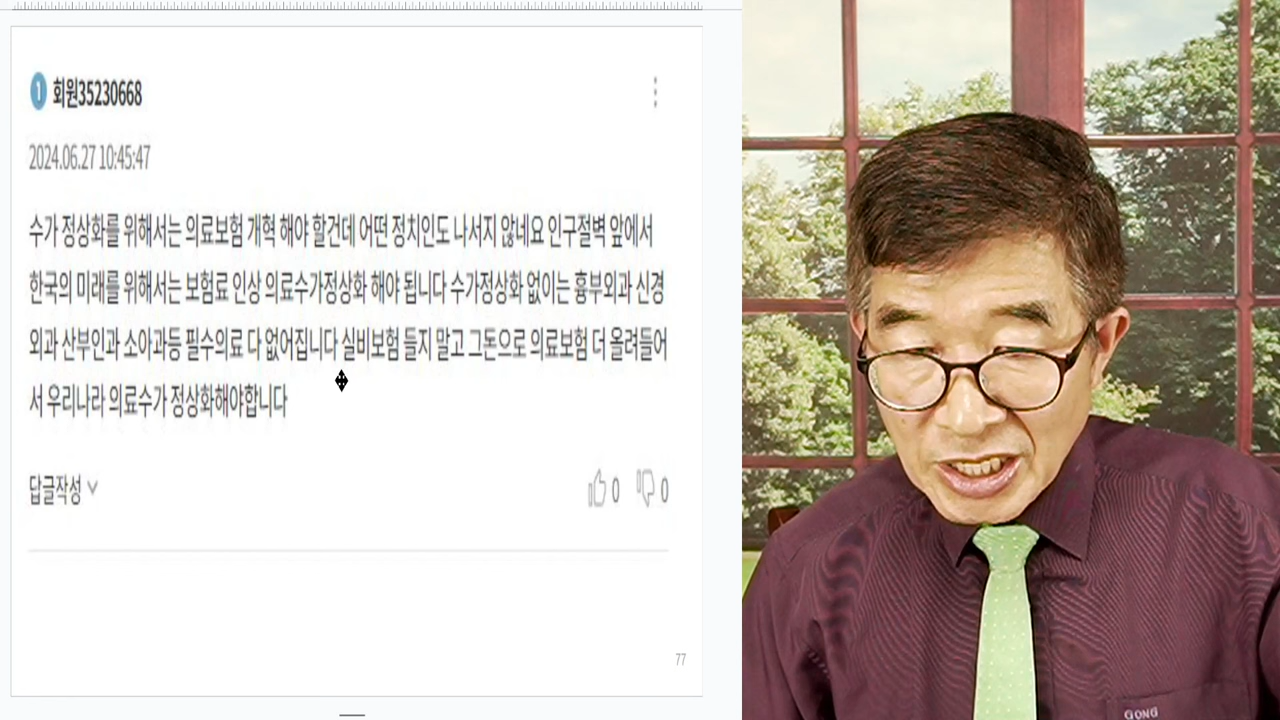 1 회원35230668
2024.06.27 10:45:47
수가 정상화를 위해서는 의료보험 개혁 해야 할건데 어떤 정치인도 나서지 않네요 인구절벽 앞에서
한국의 미래를 위해서는 보험료 인상 의료수가정상화 해야 됩니다 수가정상화 없이는 흉부외과 신경
외과 산부인과 소아과등 필수의료 다 없어집니다 실비보험 들지 말고 그돈으로 의료보험 더 올려들어
서 우리나라 의료수가 정상화해야합니다
답글작성
0 0
77
GONG